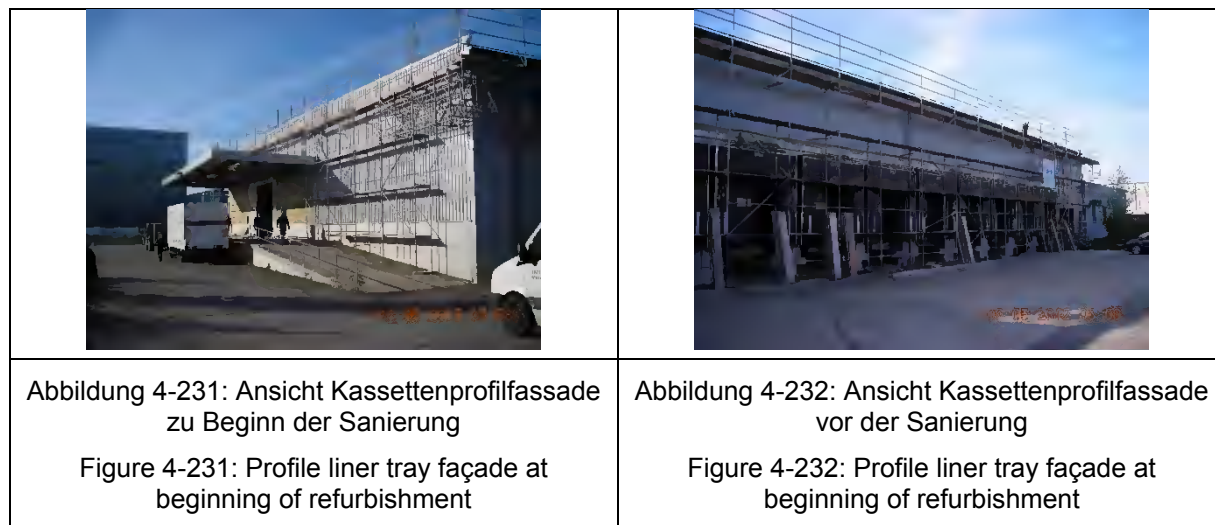 Abbildung 4-231: Ansicht Kassettenprofilfassade
zu Beginn der Sanierung
Figure 4-231: Profile liner tray façade at
beginning of refurbishment
Abbildung 4-232: Ansicht Kassettenprofilfassade
vor der Sanierung
Figure 4-232: Profile liner tray façade at
beginning of refurbishment